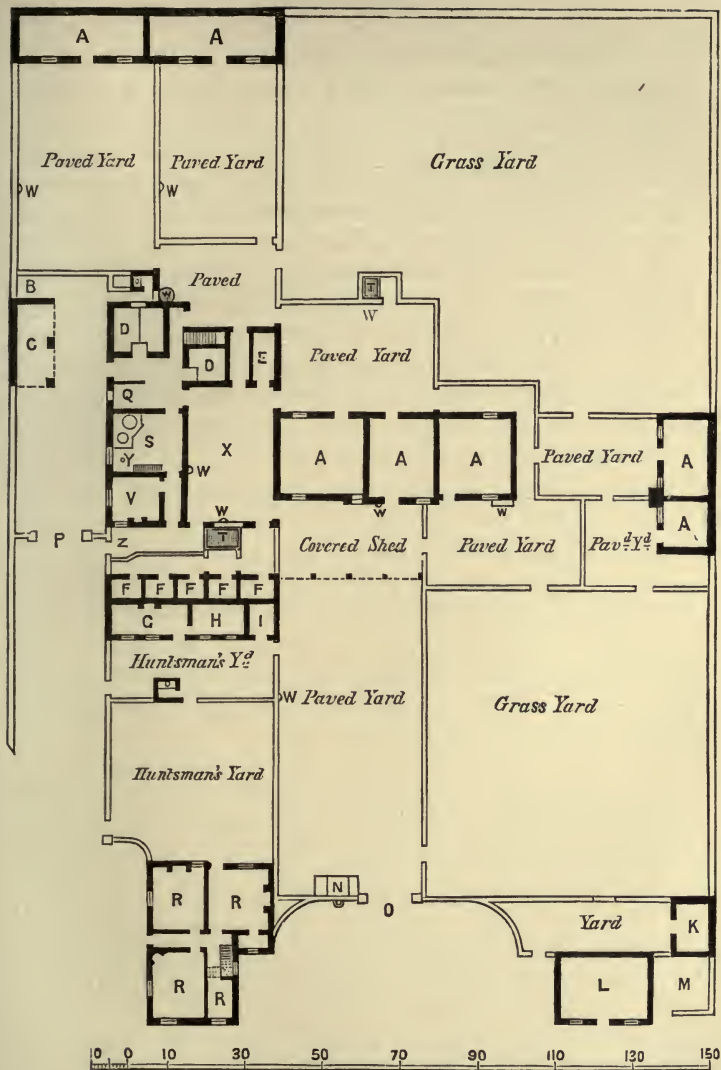 A A
Paved Yard Paved Yard Grass Yard
W W
Paved
B T
W W
C D Paved Yard
D E
Q
S X A A A Paved Yard A
Y W
V W W W A
P Z T Covered Shed Paved Yard Pavd. Yd.
F F F F F
G H I
Huntsman's Yd.
W Paved Yard Grass Yard
Huntsman's Yard
R R N
O Yard K
R R L M
10 0 10 30 50 70 90 110 130 150